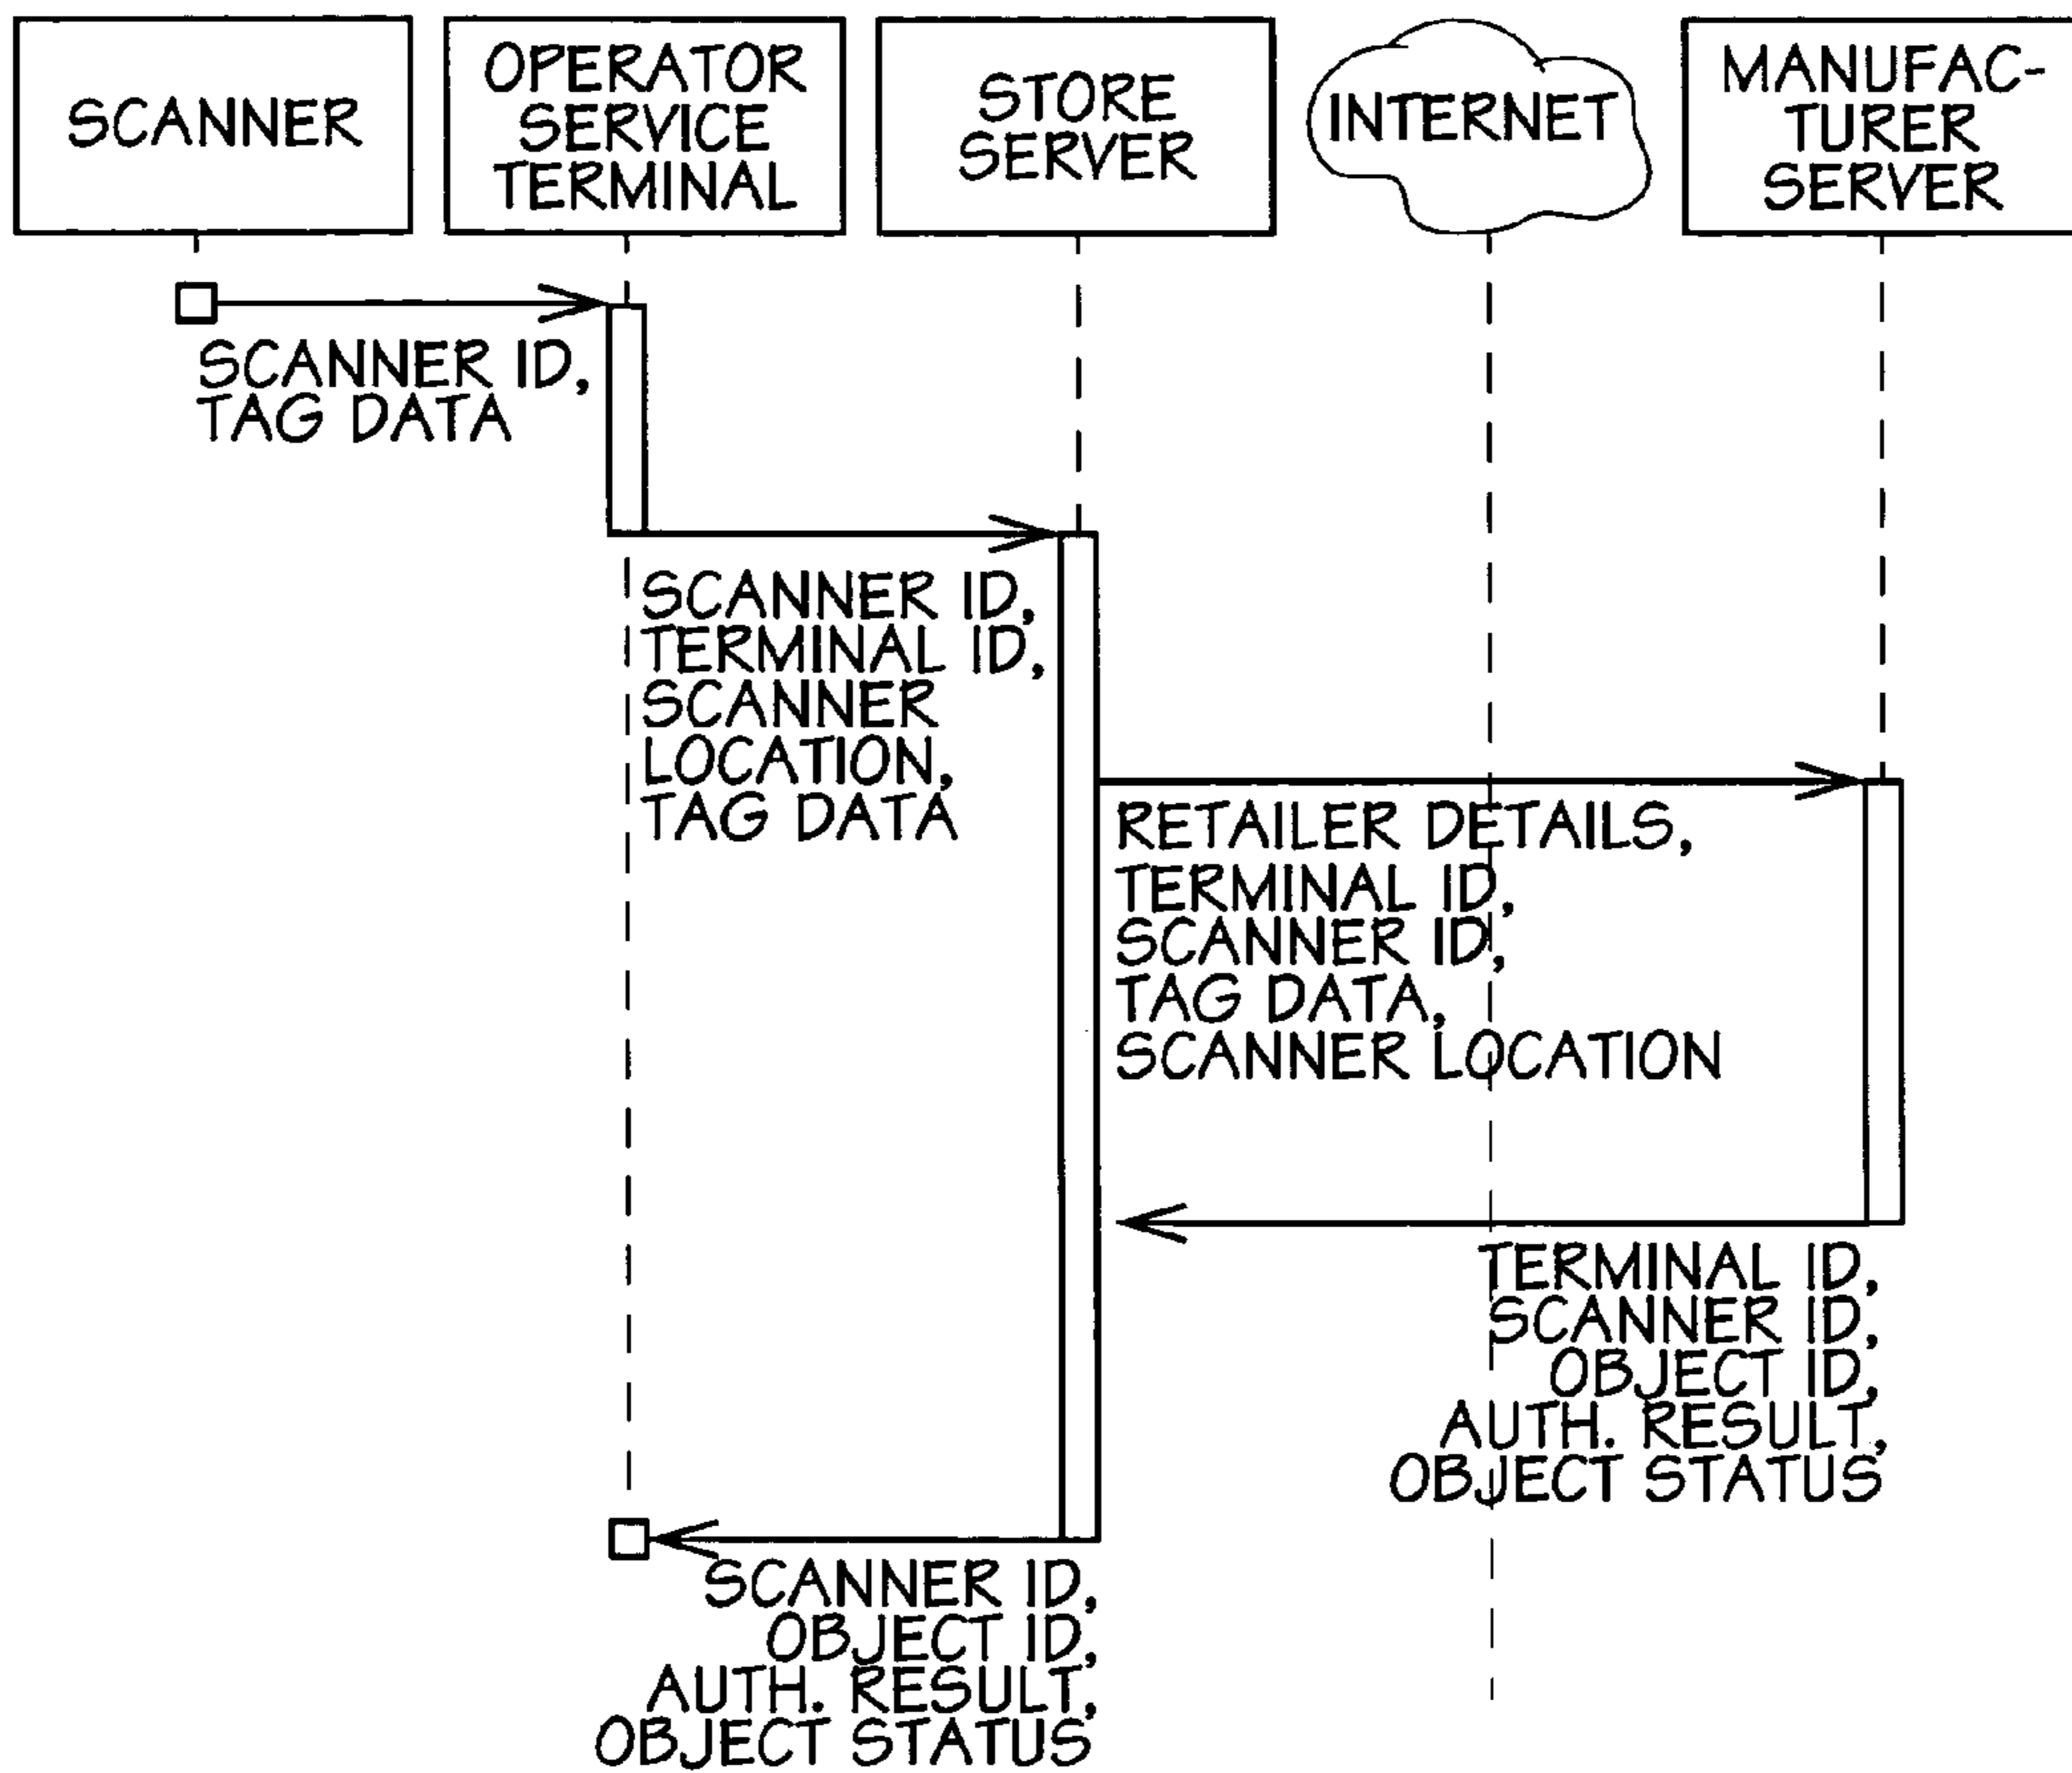 SCANNER
OPERATOR
SERVICE
TERMINAL
STORE
SERVER
INTERNET
MANUFAC-
TURER
SERVER
SCANNER ID,
TAG DATA
SCANNER ID,
TERMINAL ID,
SCANNER
LOCATION,
TAG DATA
RETAILER DETAILS,
TERMINAL ID,
SCANNER ID,
TAG DATA,
SCANNER LOCATION
TERMINAL ID,
SCANNER ID,
OBJECT ID,
AUTH. RESULT,
OBJECT STATUS
SCANNER ID,
OBJECT ID,
AUTH. RESULT,
OBJECT STATUS